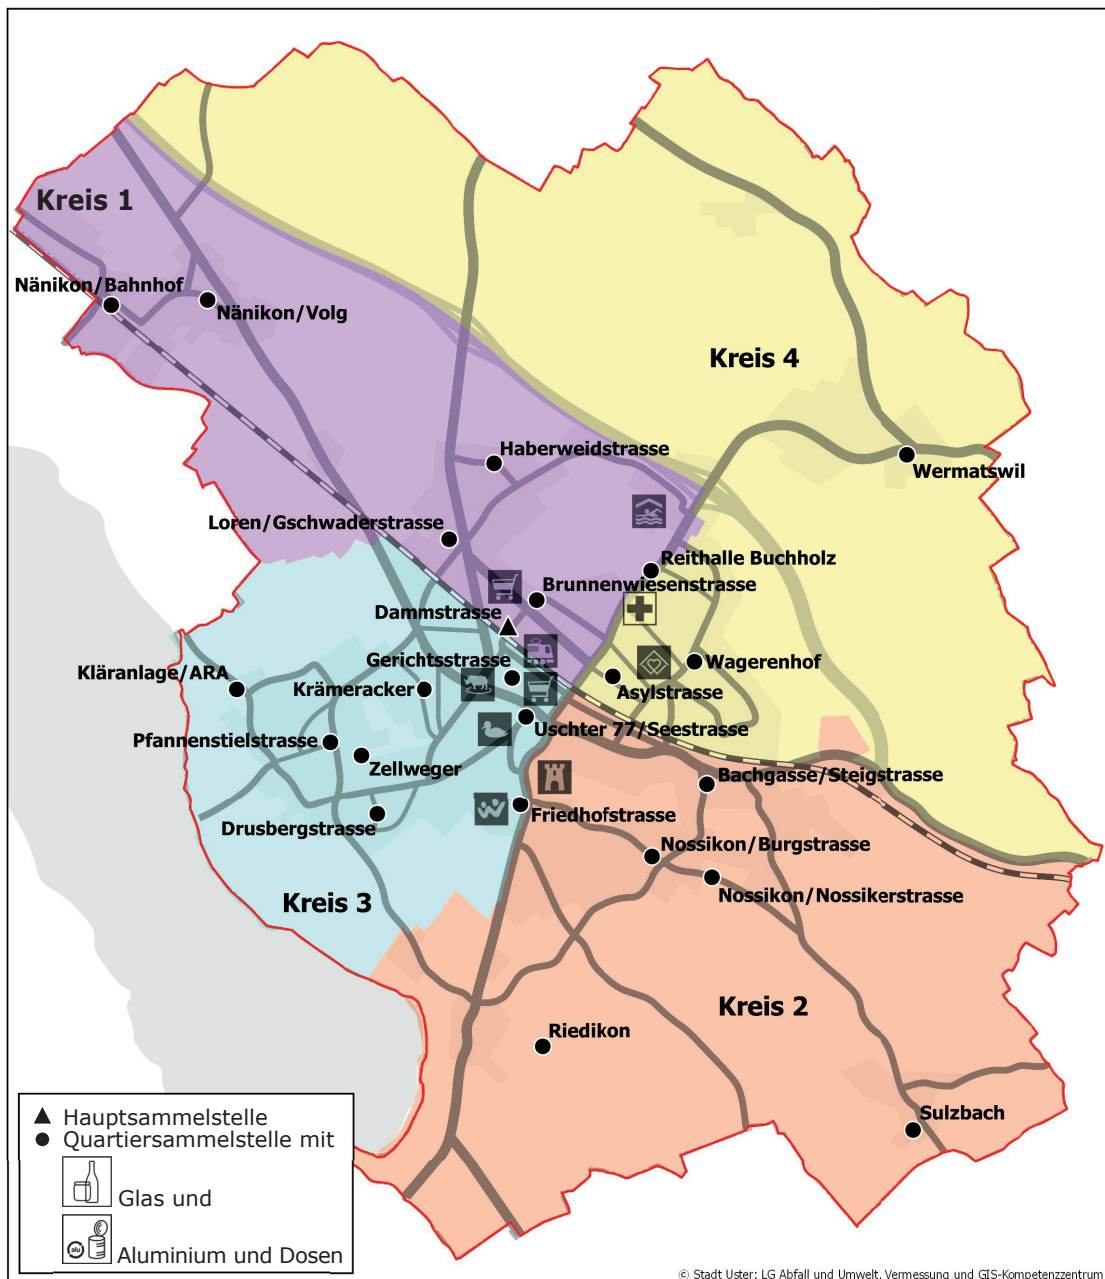 Kreis 1
Nänikon/Bahnhof
Nänikon/Volg
Kreis 4
Haberweidstrasse
Wermatswil
Loren/Gschwaderstrasse
Reithalle Buchholz
Brunnenwiesenstrasse
Dammstrasse
Gerichtsstrasse
Wagerenhof
Kläranlage/ARA
Krämeracker
Asylstrasse
Uschter 77/Seestrasse
Pfannenstielstrasse
Zellweger
Bachgasse/Steigstrasse
Drusbergstrasse
Friedhofstrasse
Nossikon/Burgstrasse
Nossikon/Nossikerstrasse
Kreis 3
Kreis 2
Riedikon
Sulzbach
Hauptsammelstelle
Quartiersammelstelle mit
Glas und
alu
Aluminium und Dosen
© Stadt Uster: LG Abfall und Umwelt, Vermessung und GIS-Kompetenzzentrum